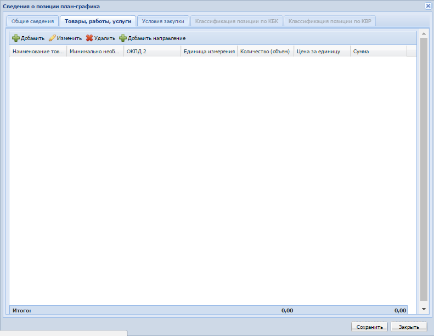 Сведения о позиции план-графика
Общие сведения Товары, работы, услуги Условия закупки Классификация позиции по КБК Классификация позиции по КВР
Добавить Изменить Удалить Добавить направление
Наименование тов... Минимально необ... ОКПД 2 Единица измерения Количество (объем) Цена за единицу Сумма
Итого: 0,00 0,00
Сохранить Закрыть